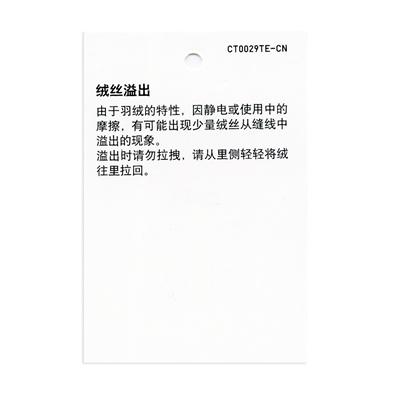 CT0029TE-CN
绒丝溢出
由于羽绒的特性，因静电或使用中的
摩擦，有可能出现少量绒丝从缝线中
溢出的现象。
溢出时请勿拉拽，请从里侧轻轻将绒
往里拉回。